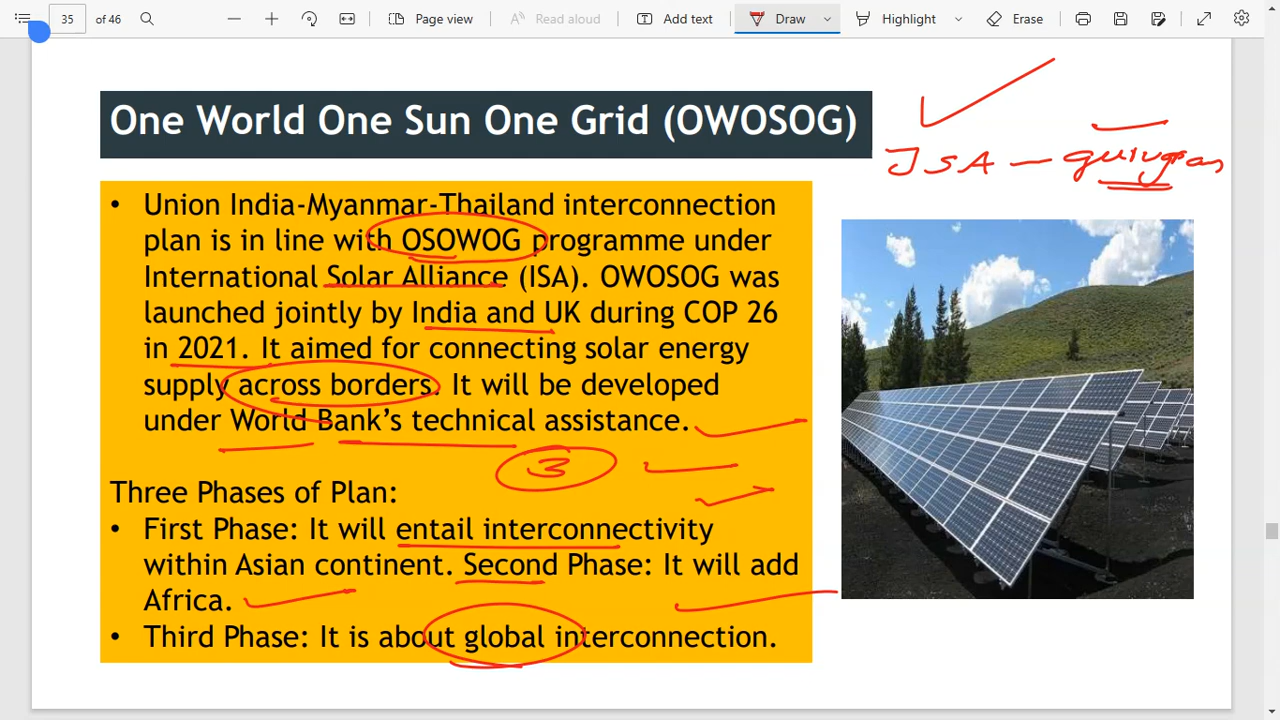 35 of 46
Page view
Read aloud
Add text
Draw
Highlight
Erase
One World One Sun One Grid (OWOSOG)
ISA —
• Union India-Myanmar-Thailand interconnection
plan is in line with OSOWOG programme under
International Solar Alliance (ISA). OWOSOG was
launched jointly by India and UK during COP 26
in 2021. It aimed for connecting solar energy
supply across borders. It will be developed
under World Bank’s technical assistance.
3
Three Phases of Plan:
• First Phase: It will entail interconnectivity
within Asian continent. Second Phase: It will add
Africa.
• Third Phase: It is about global interconnection.